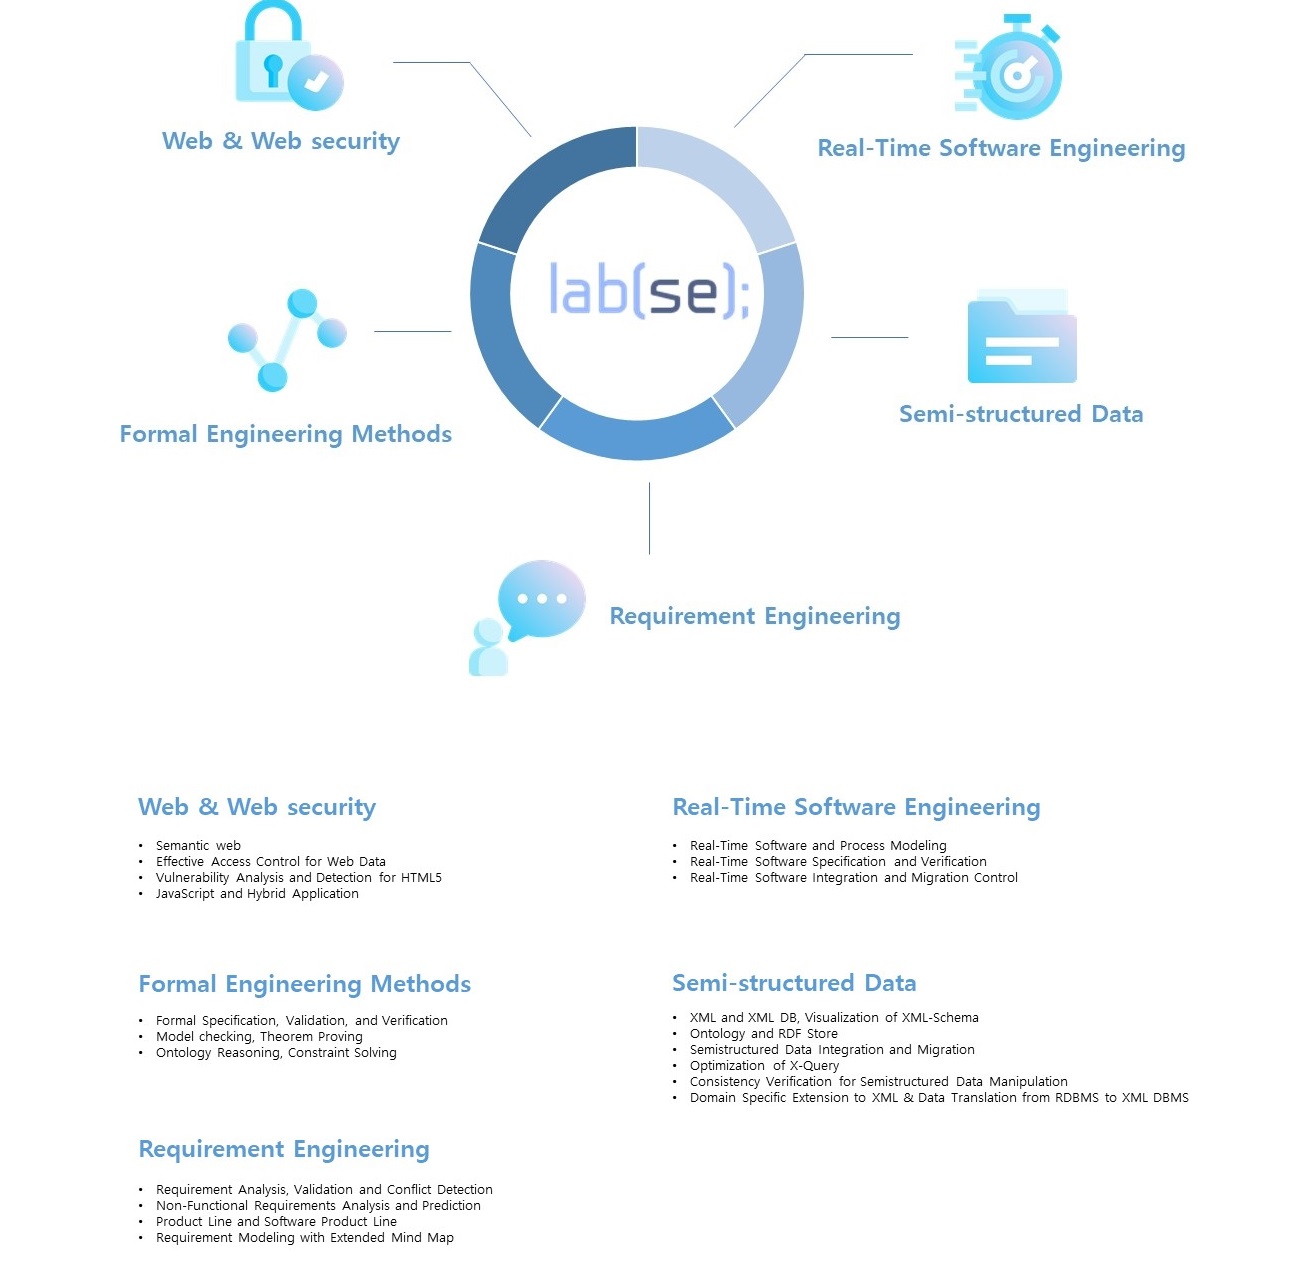 Web & Web security
Real-Time Software Engineering
lab(se);
Formal Engineering Methods
Semi-structured Data
Requirement Engineering
Web & Web security
• Semantic web
• Effective Access Control for Web Data
• Vulnerability Analysis and Detection for HTML5
• JavaScript and Hybrid Application
Real-Time Software Engineering
• Real-Time Software and Process Modeling
• Real-Time Software Specification and Verification
• Real-Time Software Integration and Migration Control
Formal Engineering Methods
• Formal Specification, Validation, and Verification
• Model checking, Theorem Proving
• Ontology Reasoning, Constraint Solving
Semi-structured Data
• XML and XML DB, Visualization of XML-Schema
• Ontology and RDF Store
• Semistructured Data Integration and Migration
• Optimization of X-Query
• Consistency Verification for Semistructured Data Manipulation
• Domain Specific Extension to XML & Data Translation from RDBMS to XML DBMS
Requirement Engineering
• Requirement Analysis, Validation and Conflict Detection
• Non-Functional Requirements Analysis and Prediction
• Product Line and Software Product Line
• Requirement Modeling with Extended Mind Map